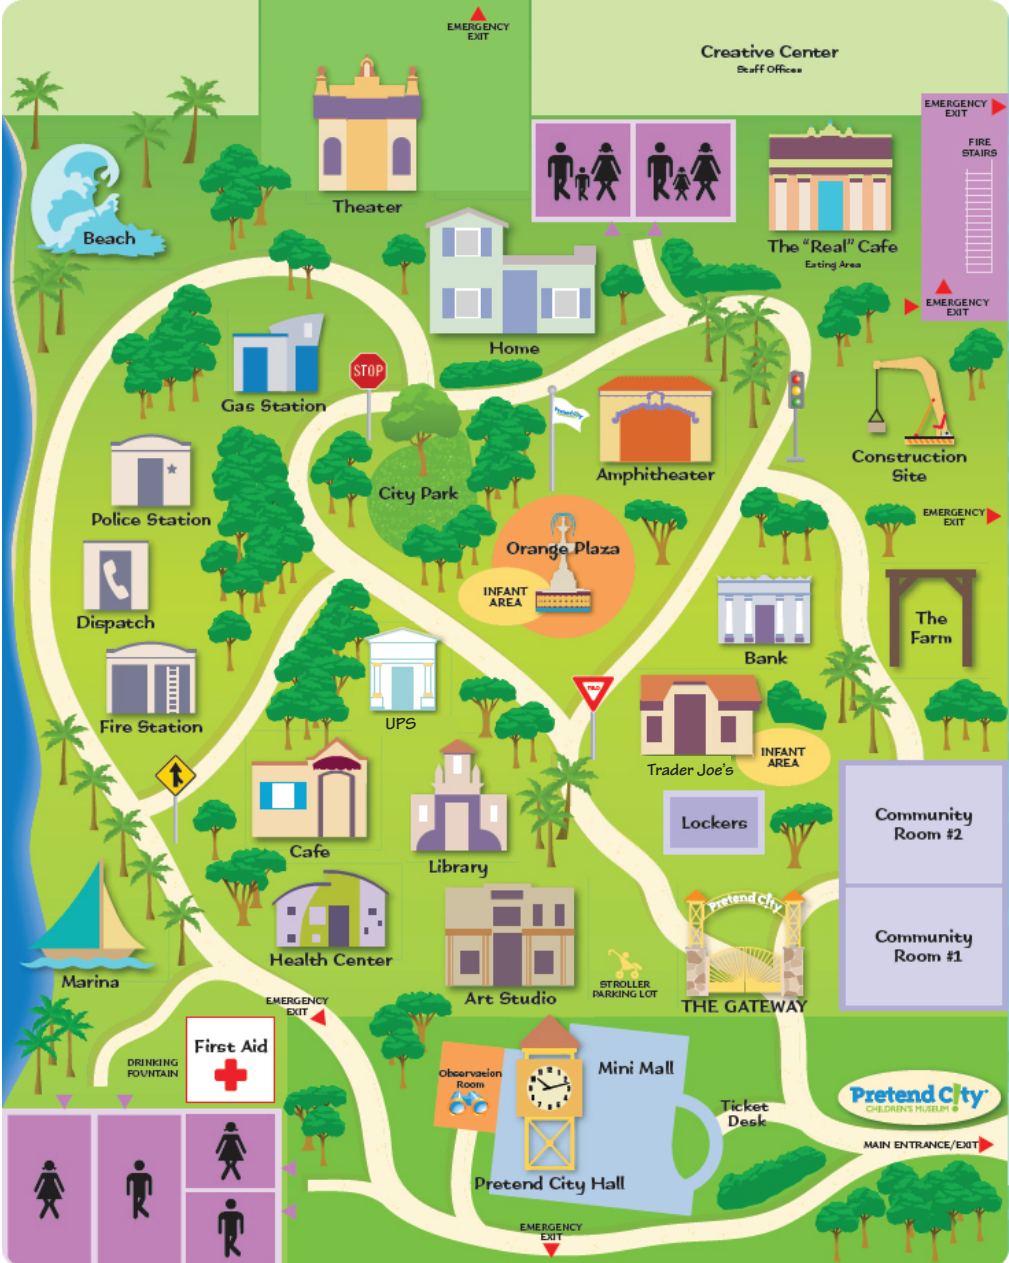 EMERGENCY
EXIT
Creative Center
Staff Offices
EMERGENCY
EXIT
FIRE
STAIRS
Theater
Beach
The "Real" Cafe
Eating Area
EMERGENCY
EXIT
Home
STOP
Gas Station
PretendCity
Construction
Site
Amphitheater
City Park
Police Station
EMERGENCY
EXIT
Orange Plaza
INFANT
AREA
Dispatch
The
Farm
Bank
Fire Station
UPS
YIELD
Trader Joe's
INFANT
AREA
Lockers
Community
Room #2
Cafe
Library
Pretend C!ty
Community
Room #1
Health Center
Marina
Art Studio
STROLLER
PARKING LOT
THE GATEWAY
EMERGENCY
EXIT
First Aid
DRINKING
FOUNTAIN
Observation
Room
Mini Mall
Ticket
Desk
Pretend C!ty
CHILDREN'S MUSEUM
MAIN ENTRANCE/EXIT
Pretend City Hall
EMERGENCY
EXIT